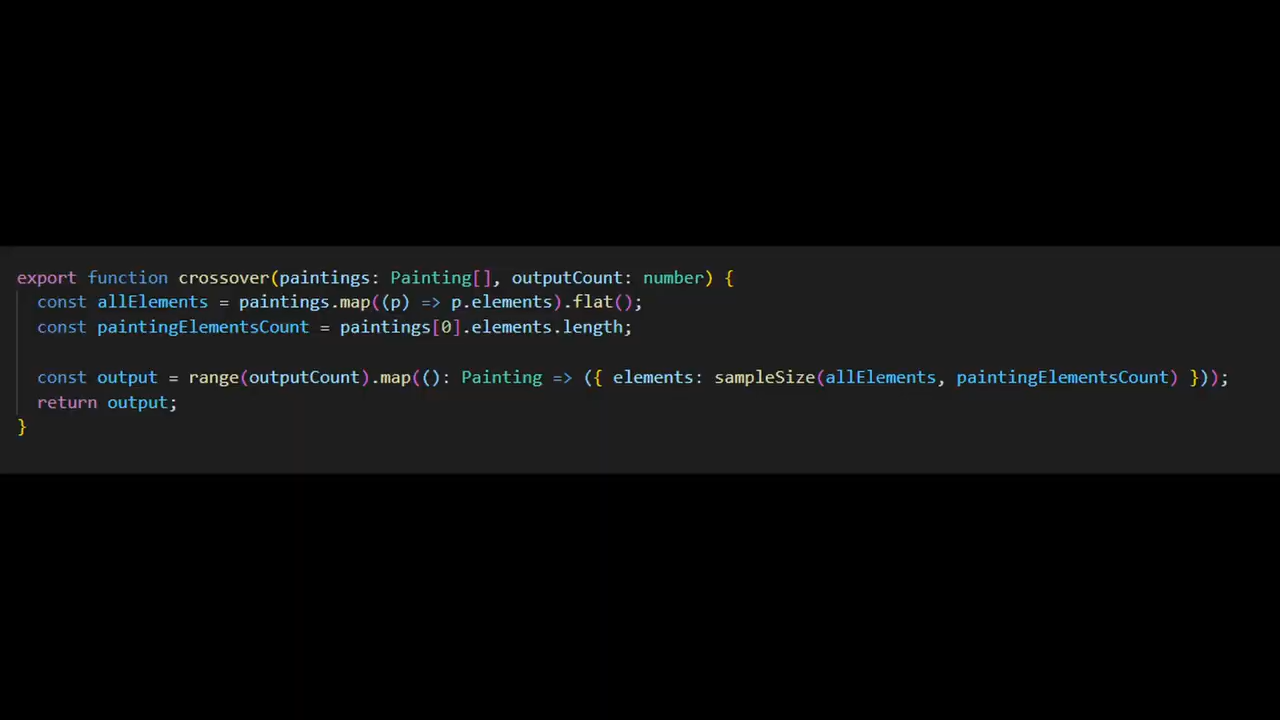 export function crossover(paintings: Painting[], outputCount: number) {
const allElements = paintings.map((p) => p.elements).flat();
const paintingElementsCount = paintings[0].elements.length;
const output = range(outputCount).map((): Painting => ({ elements: sampleSize(allElements, paintingElementsCount) }));
return output;
}